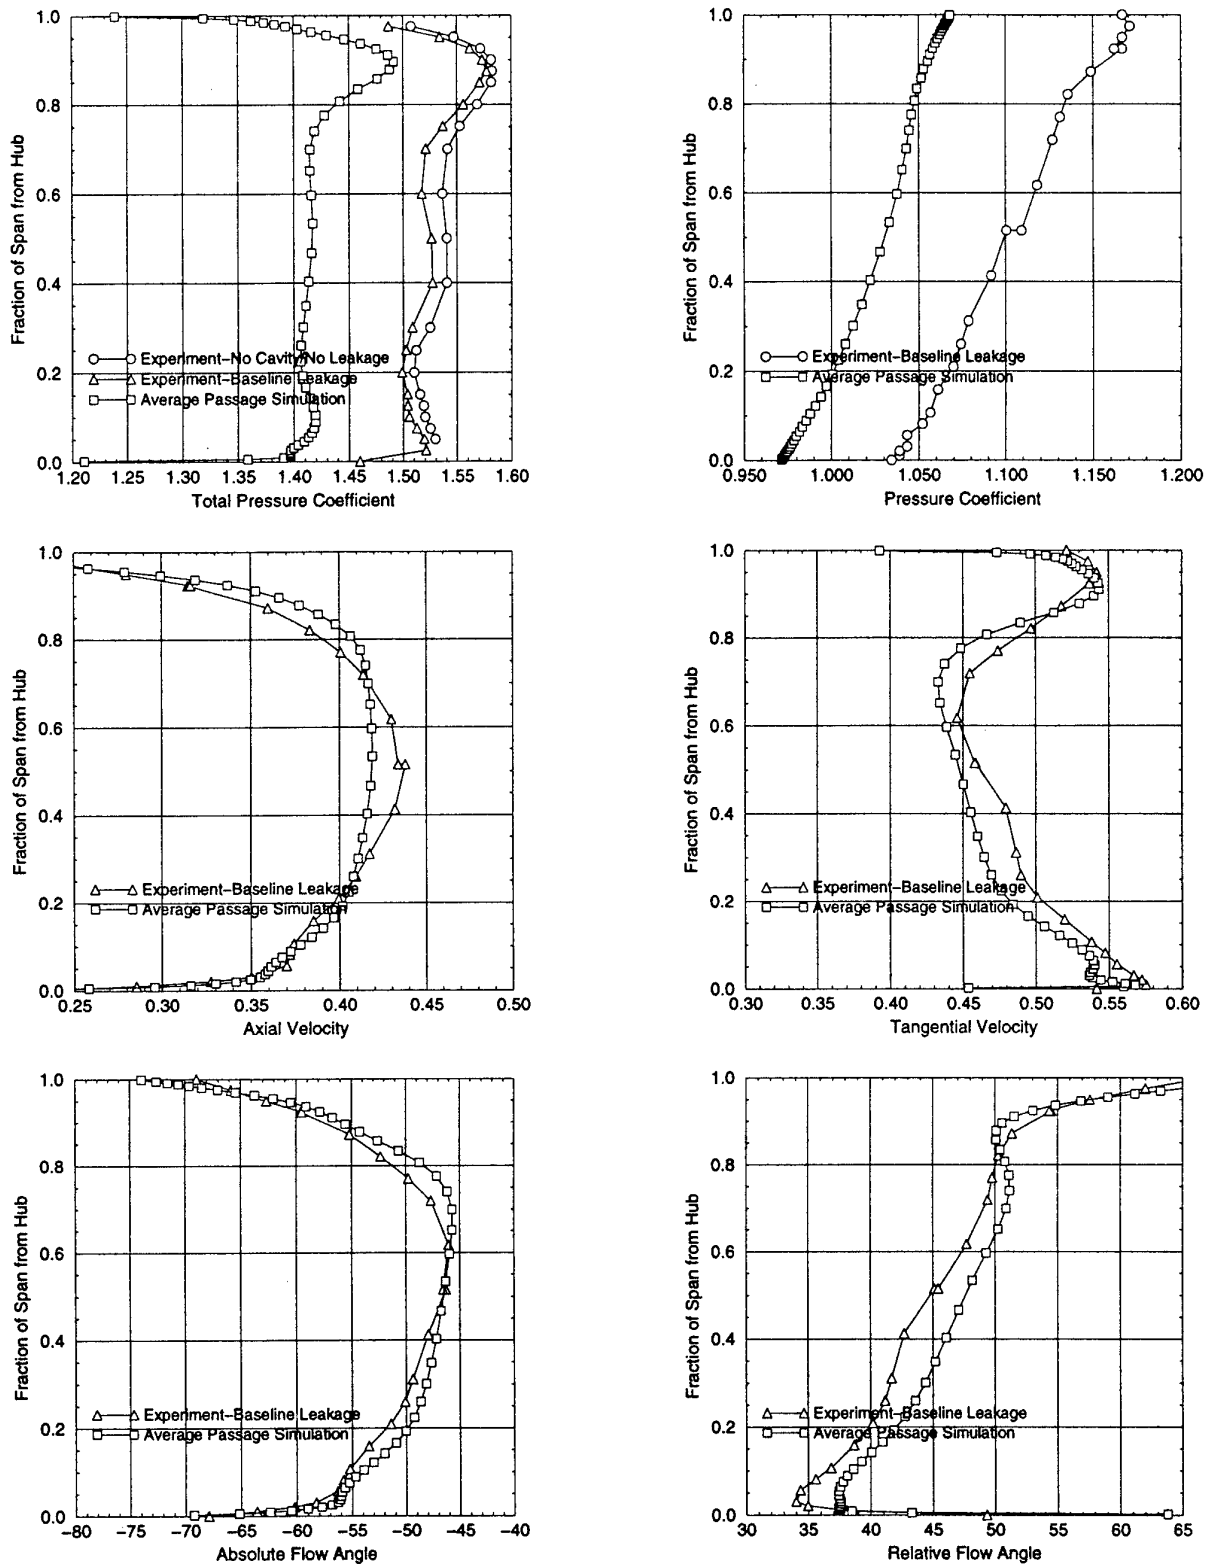 1.0
0.8
0.6
0.4
0.2
0.0
Fraction of Span from Hub
Experiment-No Cavity/No Leakage
Experiment-Baseline Leakage
Average Passage Simulation
1.20 1.25 1.30 1.35 1.40 1.45 1.50 1.55 1.60
Total Pressure Coefficient
1.0
0.8
0.6
0.4
0.2
0.0
Fraction of Span from Hub
Experiment-Baseline Leakage
Average Passage Simulation
0.950 1.000 1.050 1.100 1.150 1.200
Pressure Coefficient
1.0
0.8
0.6
0.4
0.2
0.0
Fraction of Span from Hub
Experiment-Baseline Leakage
Average Passage Simulation
0.25 0.30 0.35 0.40 0.45 0.50
Axial Velocity
1.0
0.8
0.6
0.4
0.2
0.0
Fraction of Span from Hub
Experiment-Baseline Leakage
Average Passage Simulation
0.30 0.35 0.40 0.45 0.50 0.55 0.60
Tangential Velocity
1.0
0.8
0.6
0.4
0.2
0.0
Fraction of Span from Hub
Experiment-Baseline Leakage
Average Passage Simulation
-80 -75 -70 -65 -60 -55 -50 -45 -40
Absolute Flow Angle
1.0
0.8
0.6
0.4
0.2
0.0
Fraction of Span from Hub
Experiment-Baseline Leakage
Average Passage Simulation
30 35 40 45 50 55 60 65
Relative Flow Angle